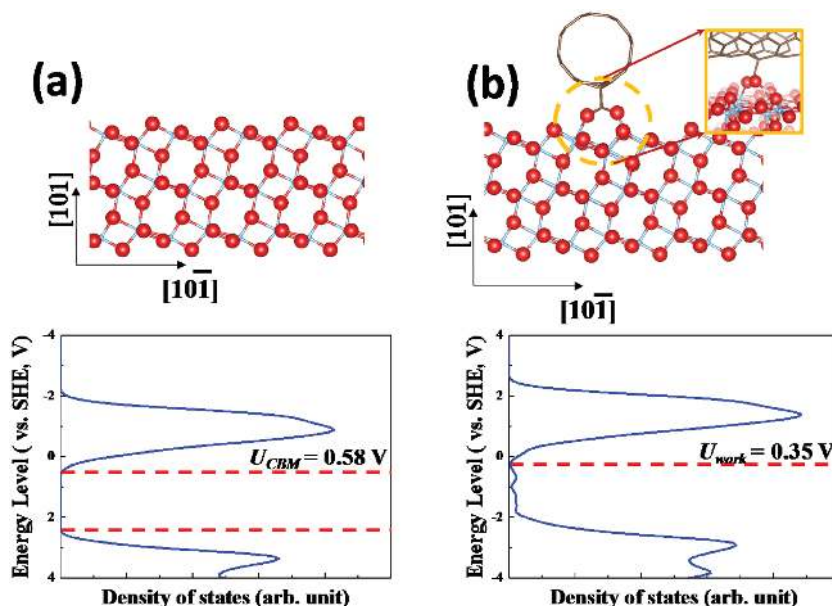 (a)
[101]
[101̅]
(b)
[101]
[101̅]
Energy Level ( vs. SHE, V)
-4
-2
0
2
4
U_CBM = 0.58 V
Density of states (arb. unit)
Energy Level ( vs. SHE, V)
-4
-2
0
2
4
U_work = 0.35 V
Density of states (arb. unit)